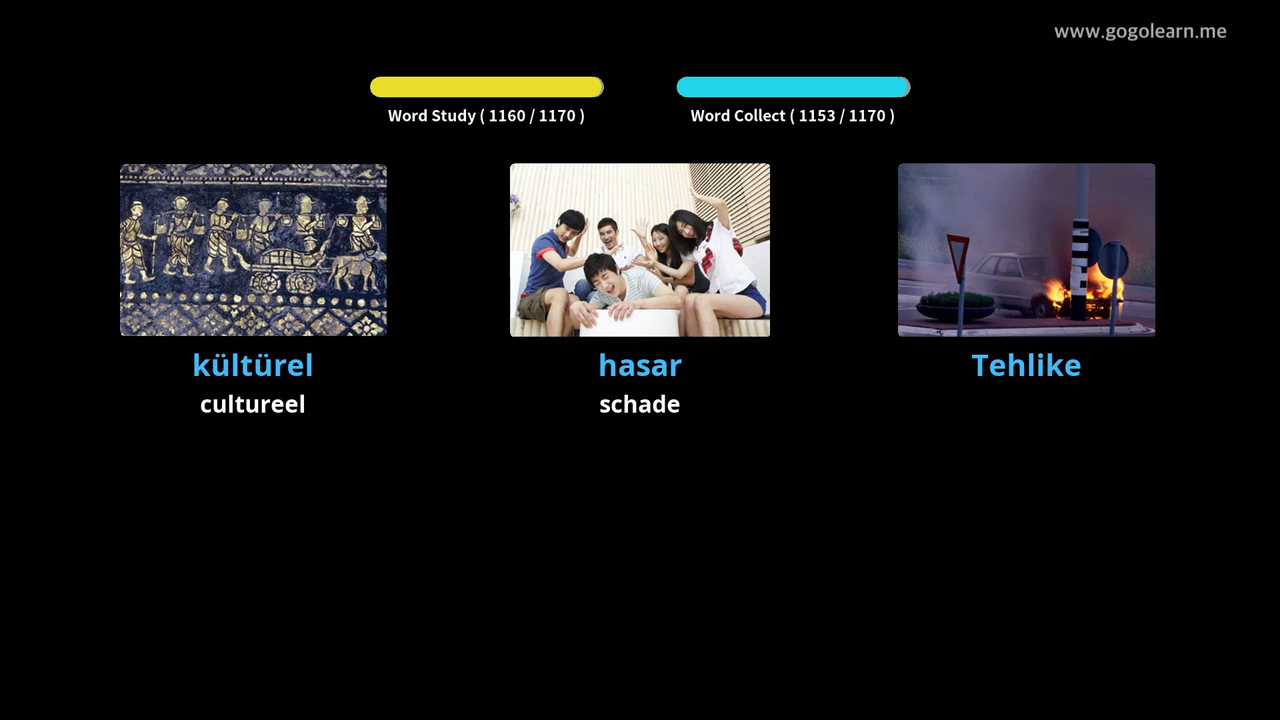 www.gogolearn.me
Word Study ( 1160 / 1170 )
Word Collect ( 1153 / 1170 )
kültürel
cultureel
hasar
schade
Tehlike